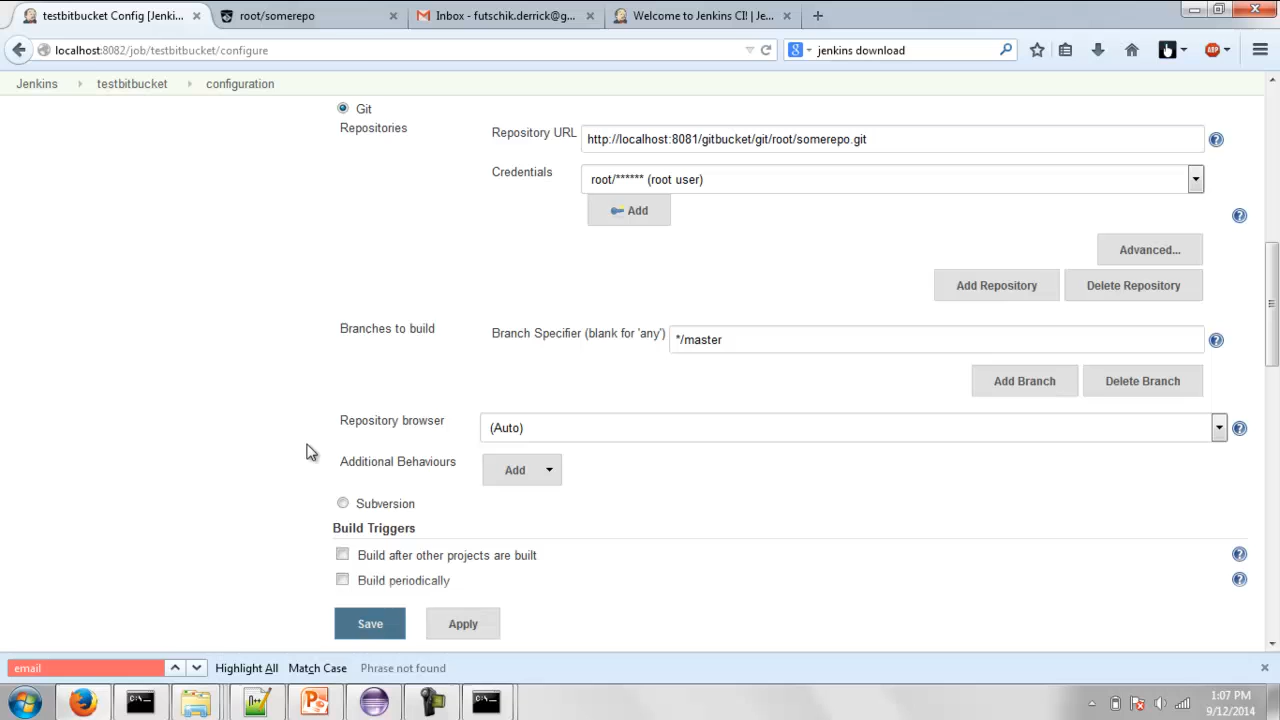 testbitbucket Config [Jenki...
root/somerepo
Inbox - futschik.derrick@g...
Welcome to Jenkins CI! | Je...
localhost:8082/job/testbitbucket/configure
jenkins download
Jenkins
testbitbucket
configuration
Git
Repositories
Repository URL
http://localhost:8081/gitbucket/git/root/somerepo.git
Credentials
root/****** (root user)
Add
Advanced...
Add Repository
Delete Repository
Branches to build
Branch Specifier (blank for 'any')
*/master
Add Branch
Delete Branch
Repository browser
(Auto)
Additional Behaviours
Add
Subversion
Build Triggers
Build after other projects are built
Build periodically
Save
Apply
email
Highlight All
Match Case
Phrase not found
1:07 PM
9/12/2014